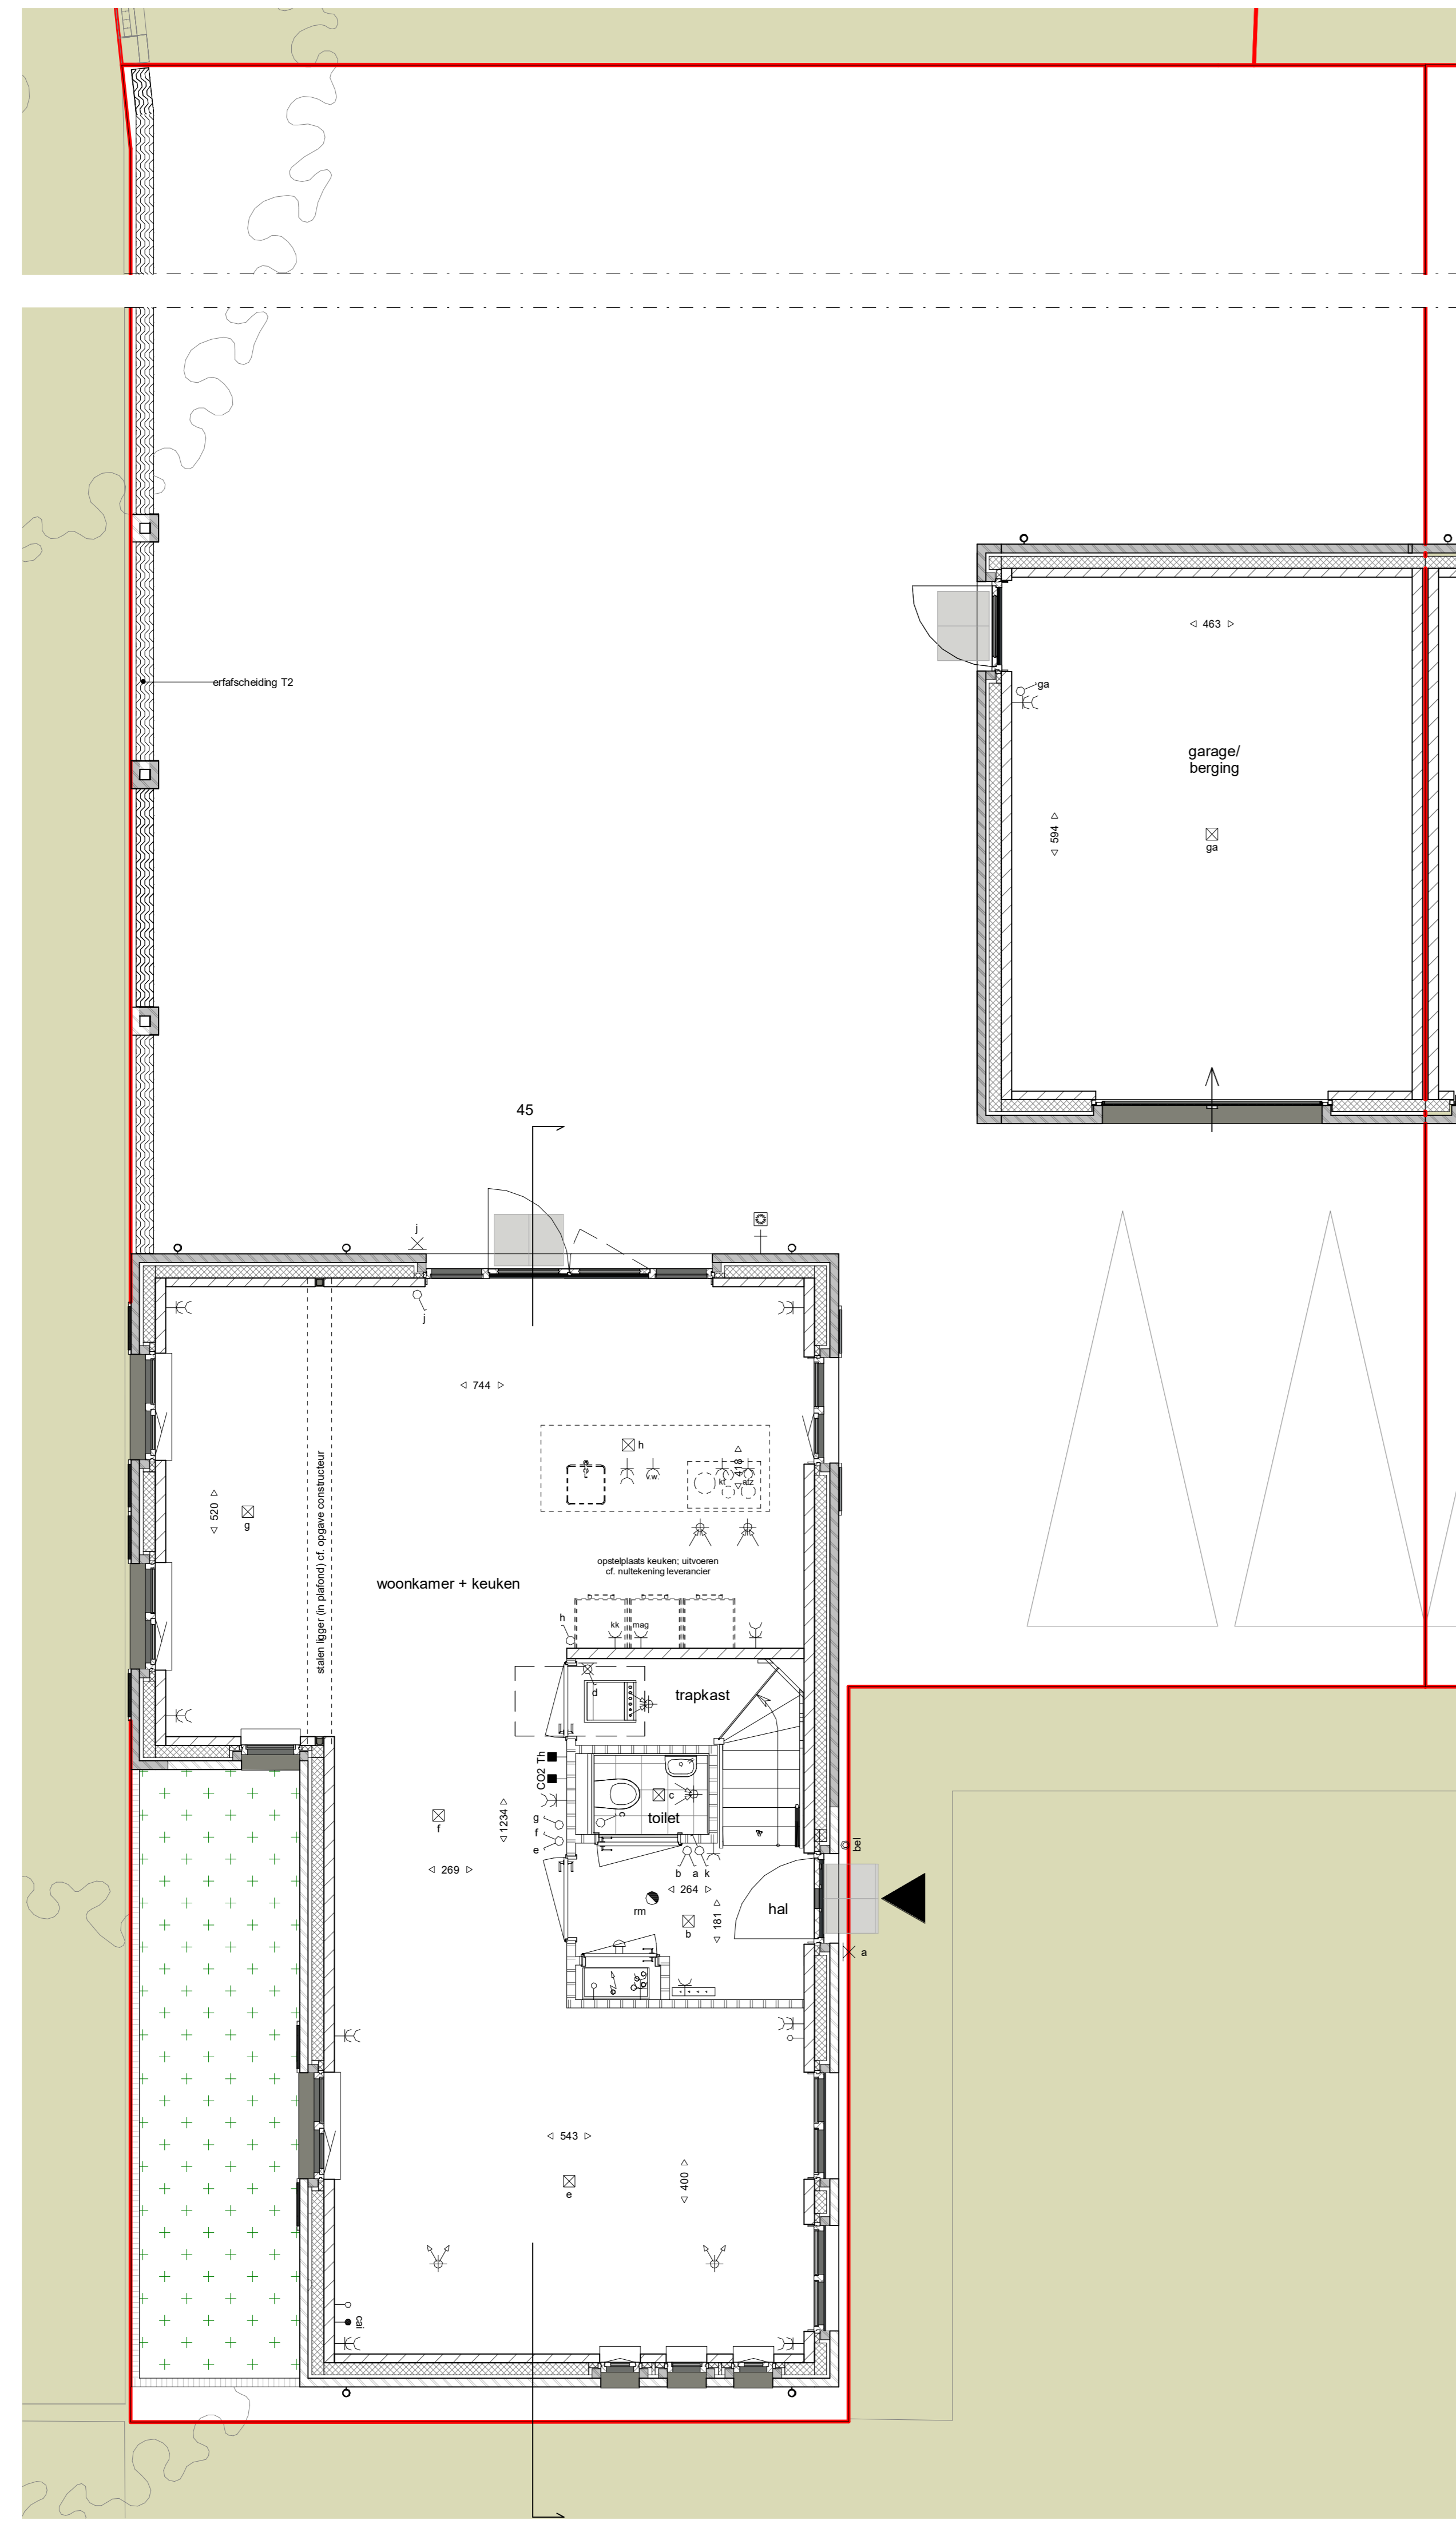 463
erfafscheiding T2
ga
garage/
berging
594
ga
45
j
j
744
h
418
v.w.
kt
afz
520
g
stalen ligger (in plafond) cf. opgave constructeur
opstelplaats keuken; uitvoeren
cf. nultekening leverancier
woonkamer + keuken
h
kk
mag
d
trapkast
CO2 Th
c
c
toilet
g
f
e
1234
f
bel
269
b
a
k
264
hal
rm
181
b
a
543
400
e
cai